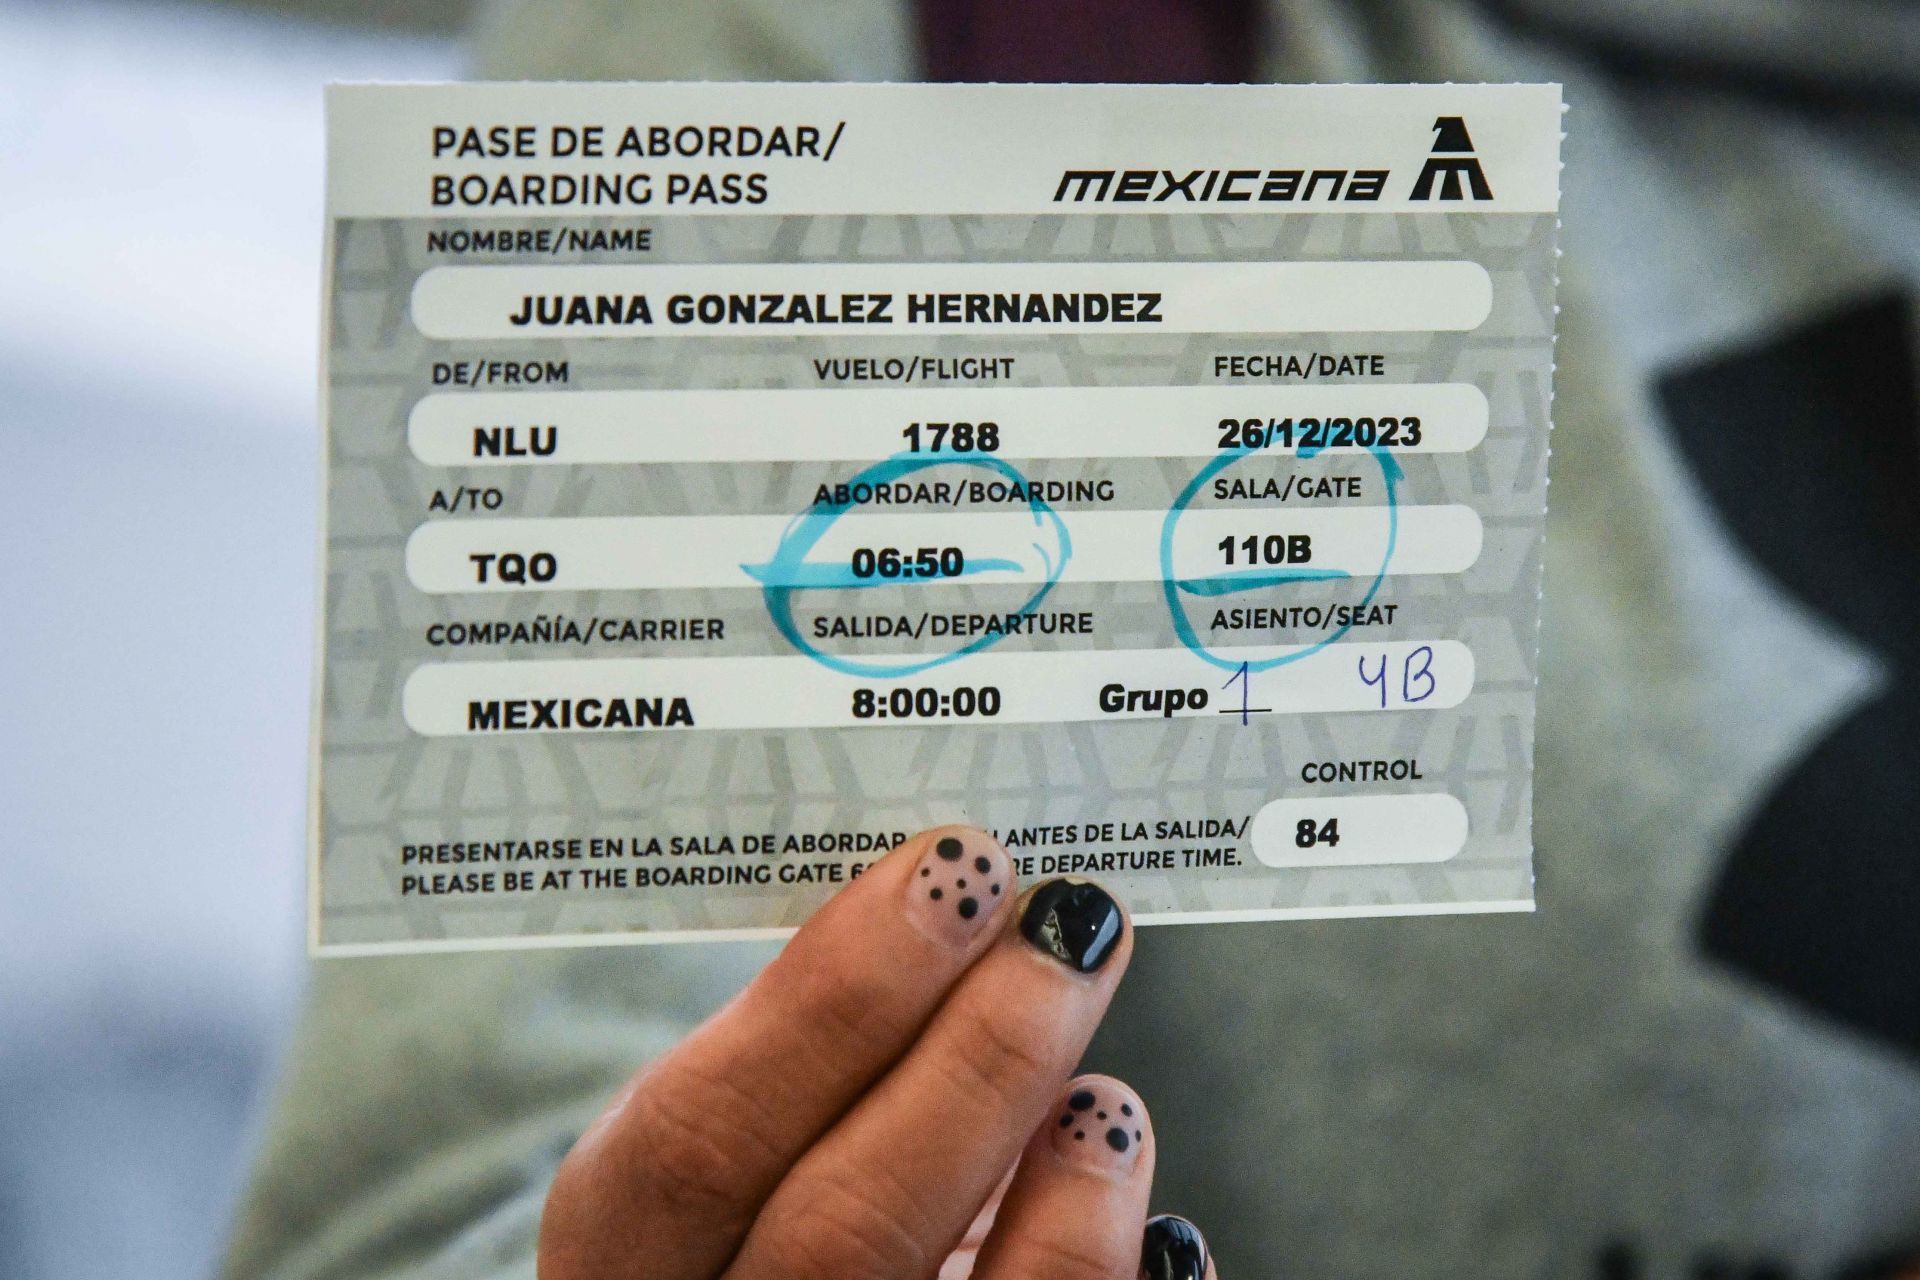 PASE DE ABORDAR/
BOARDING PASS
mexicana
NOMBRE/NAME
JUANA GONZALEZ HERNANDEZ
DE/FROM VUELO/FLIGHT FECHA/DATE
NLU 1788 26/12/2023
A/TO ABORDAR/BOARDING SALA/GATE
TQO 06:50 110B
COMPAÑÍA/CARRIER SALIDA/DEPARTURE ASIENTO/SEAT
MEXICANA 8:00:00 Grupo 1 4B
CONTROL
84
PRESENTARSE EN LA SALA DE ABORDAR ANTES DE LA SALIDA/
PLEASE BE AT THE BOARDING GATE DEPARTURE TIME.